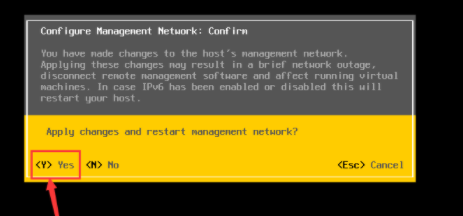 Configure Management Network: Confirm
You have made changes to the host's management network.
Applying these changes may result in a brief network outage,
disconnect remote management software and affect running virtual
machines. In case IPv6 has been enabled or disabled this will
restart your host.
Apply changes and restart management network?
<Y> Yes <N> No <Esc> Cancel